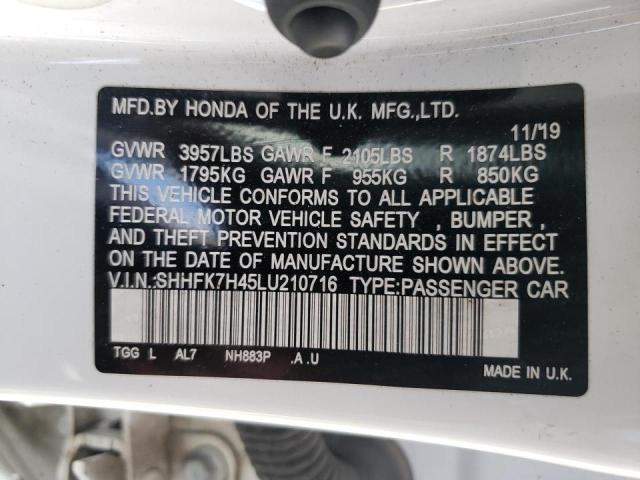 MFD.BY HONDA OF THE U.K. MFG.,LTD.
11/19
GVWR 3957LBS GAWR F 2105LBS R 1874LBS
GVWR 1795KG GAWR F 955KG R 850KG
THIS VEHICLE CONFORMS TO ALL APPLICABLE
FEDERAL MOTOR VEHICLE SAFETY , BUMPER ,
AND THEFT PREVENTION STANDARDS IN EFFECT
ON THE DATE OF MANUFACTURE SHOWN ABOVE.
V.I.N.:SHHFK7H45LU210716 TYPE:PASSENGER CAR
TGG L AL7 NH883P .A .U
MADE IN U.K.